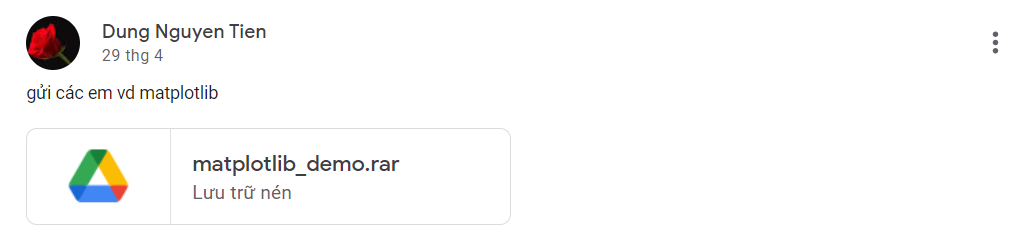 Dung Nguyen Tien
29 thg 4
gửi các em vd matplotlib
matplotlib_demo.rar
Lưu trữ nén